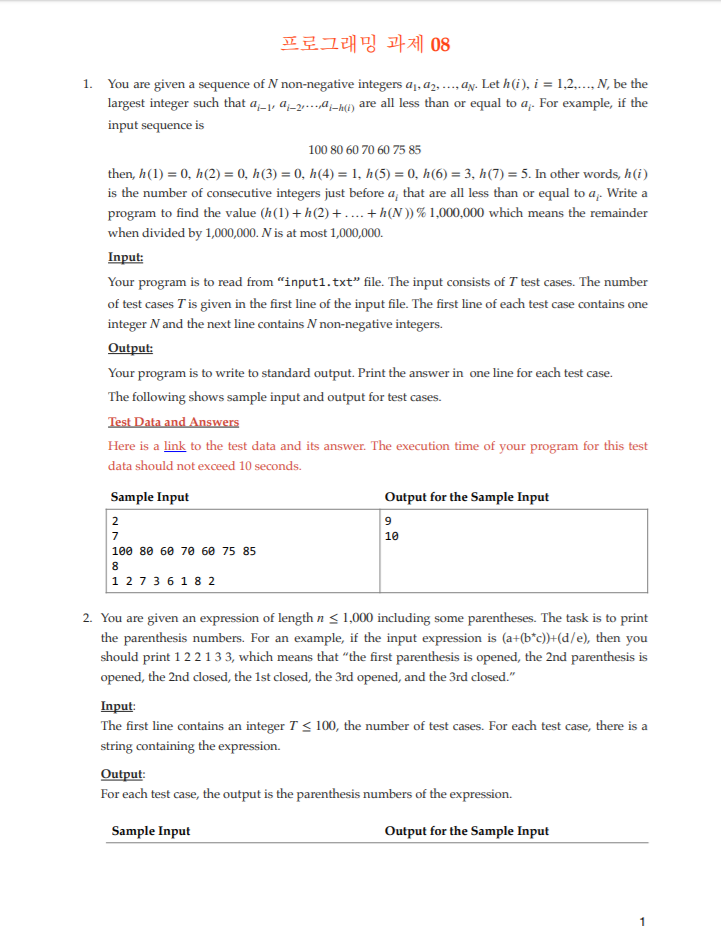 프로그래밍 과제 08
1. You are given a sequence of N non-negative integers a₁, a₂, …, a_N. Let h(i), i = 1,2,…, N, be the
largest integer such that a_{i−1}, a_{i−2},…,a_{i−h(i)} are all less than or equal to a_i. For example, if the
input sequence is
100 80 60 70 60 75 85
then, h(1) = 0, h(2) = 0, h(3) = 0, h(4) = 1, h(5) = 0, h(6) = 3, h(7) = 5. In other words, h(i)
is the number of consecutive integers just before a_i that are all less than or equal to a_i. Write a
program to find the value (h(1) + h(2) + …. + h(N)) % 1,000,000 which means the remainder
when divided by 1,000,000. N is at most 1,000,000.
Input:
Your program is to read from “input1.txt” file. The input consists of T test cases. The number
of test cases T is given in the first line of the input file. The first line of each test case contains one
integer N and the next line contains N non-negative integers.
Output:
Your program is to write to standard output. Print the answer in one line for each test case.
The following shows sample input and output for test cases.
Test Data and Answers
Here is a link to the test data and its answer. The execution time of your program for this test
data should not exceed 10 seconds.
Sample Input Output for the Sample Input
2 9
7 10
100 80 60 70 60 75 85
8
1 2 7 3 6 1 8 2
2. You are given an expression of length n ≤ 1,000 including some parentheses. The task is to print
the parenthesis numbers. For an example, if the input expression is (a+(b*c))+(d/e), then you
should print 1 2 2 1 3 3, which means that “the first parenthesis is opened, the 2nd parenthesis is
opened, the 2nd closed, the 1st closed, the 3rd opened, and the 3rd closed.”
Input:
The first line contains an integer T ≤ 100, the number of test cases. For each test case, there is a
string containing the expression.
Output:
For each test case, the output is the parenthesis numbers of the expression.
Sample Input Output for the Sample Input
1